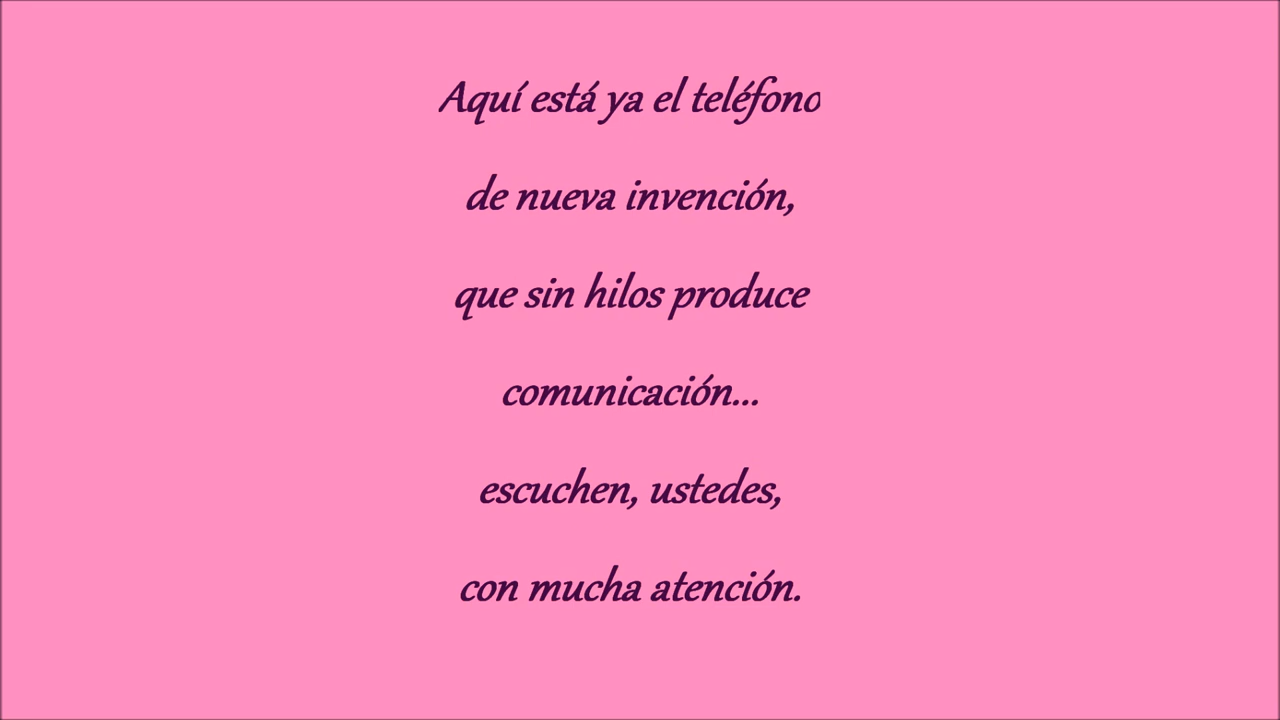 Aquí está ya el teléfono
de nueva invención,
que sin hilos produce
comunicación...
escuchen, ustedes,
con mucha atención.